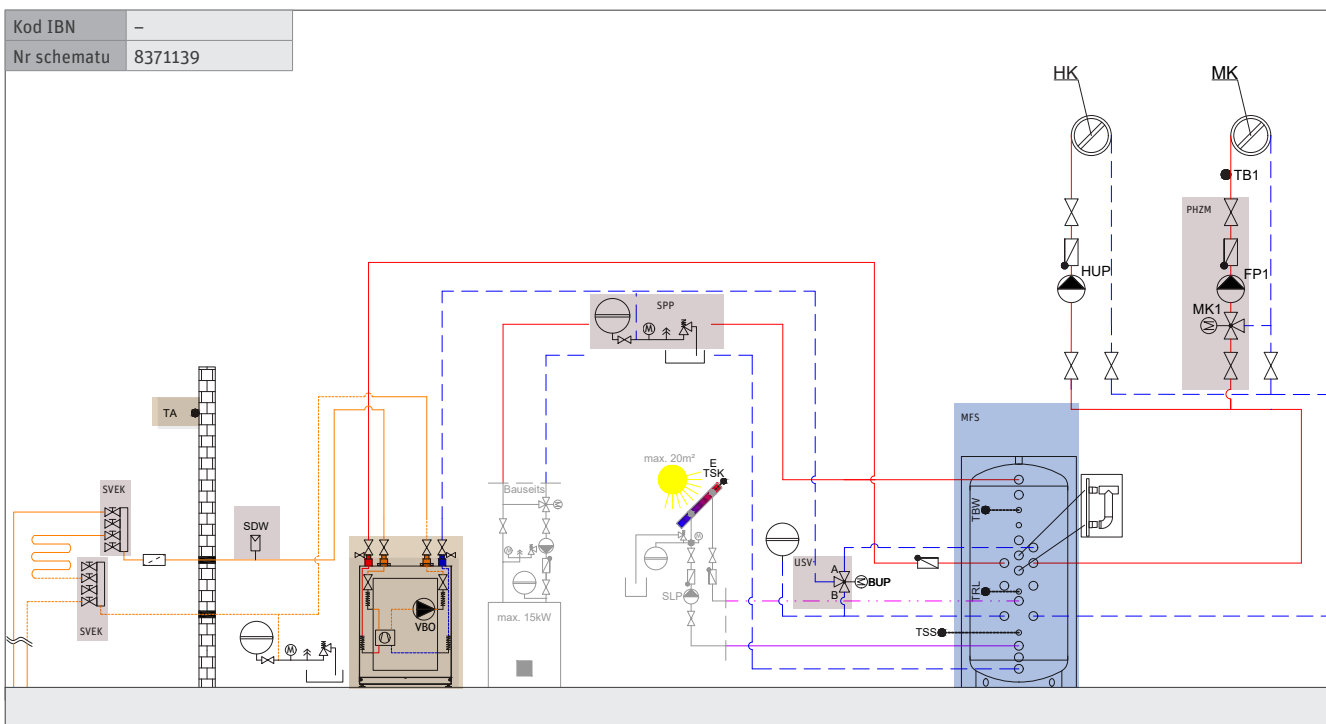 Kod IBN –
Nr schematu 8371139
HK
MK
TB1
PHZM
HUP
FP1
MK1
SPP
M
TA
MFS
max. 20m²
E
TSK
Bauseits
SVEK
SDW
TBW
USV
A
BUP
B
VBO
SLP
TRL
max. 15kW
SVEK
TSS
M